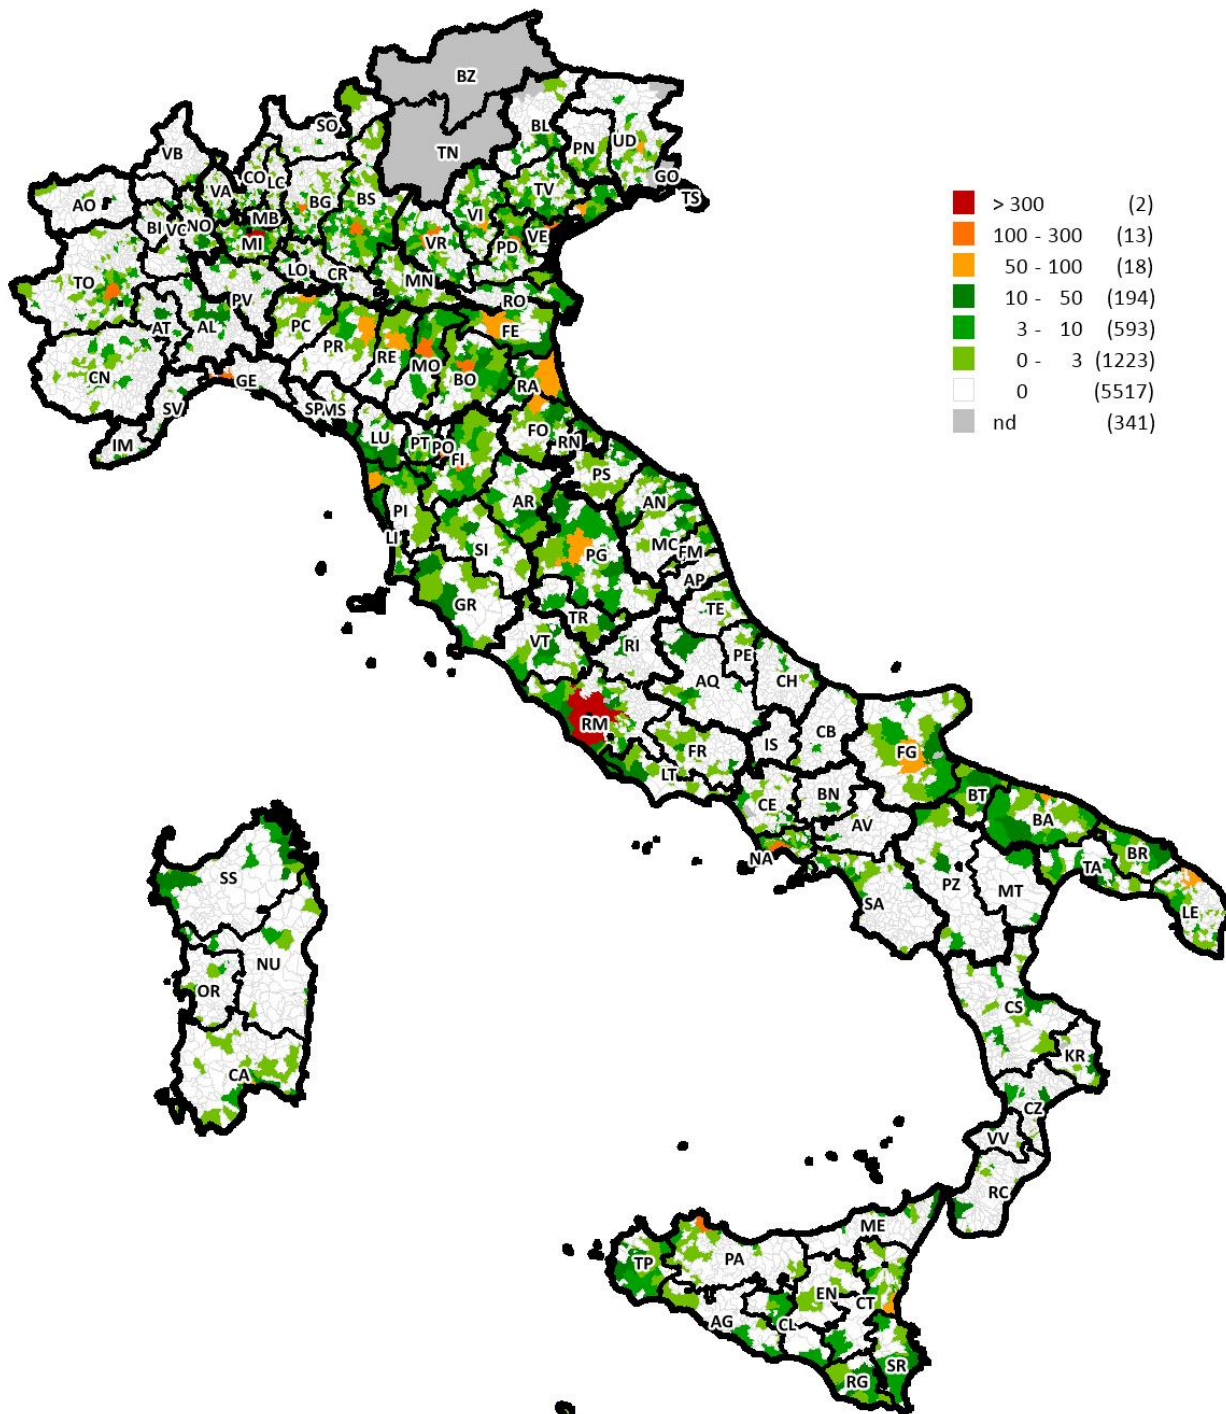 BZ
SO
TN
BL
UD
PN
VB
CO
LC
GO
TS
VA
BG
BS
TV
AO
VI
BI
VC
NO
MB
MI
VR
PD
VE
LO
CR
MN
TO
PV
RO
AT
AL
PC
PR
RE
MO
FE
BO
CN
GE
RA
SV
SP
MS
FO
RN
IM
LU
PT
PO
FI
PS
AR
AN
PI
LI
SI
MC
FM
PG
AP
GR
TE
TR
VT
RI
PE
AQ
CH
RM
IS
CB
FR
FG
LT
CE
BN
BT
AV
BA
NA
BR
TA
SS
PZ
MT
SA
LE
NU
OR
CS
CA
KR
CZ
VV
RC
ME
TP
PA
EN
CT
AG
CL
SR
RG
> 300 (2)
100 - 300 (13)
50 - 100 (18)
10 - 50 (194)
3 - 10 (593)
0 - 3 (1223)
0 (5517)
nd (341)